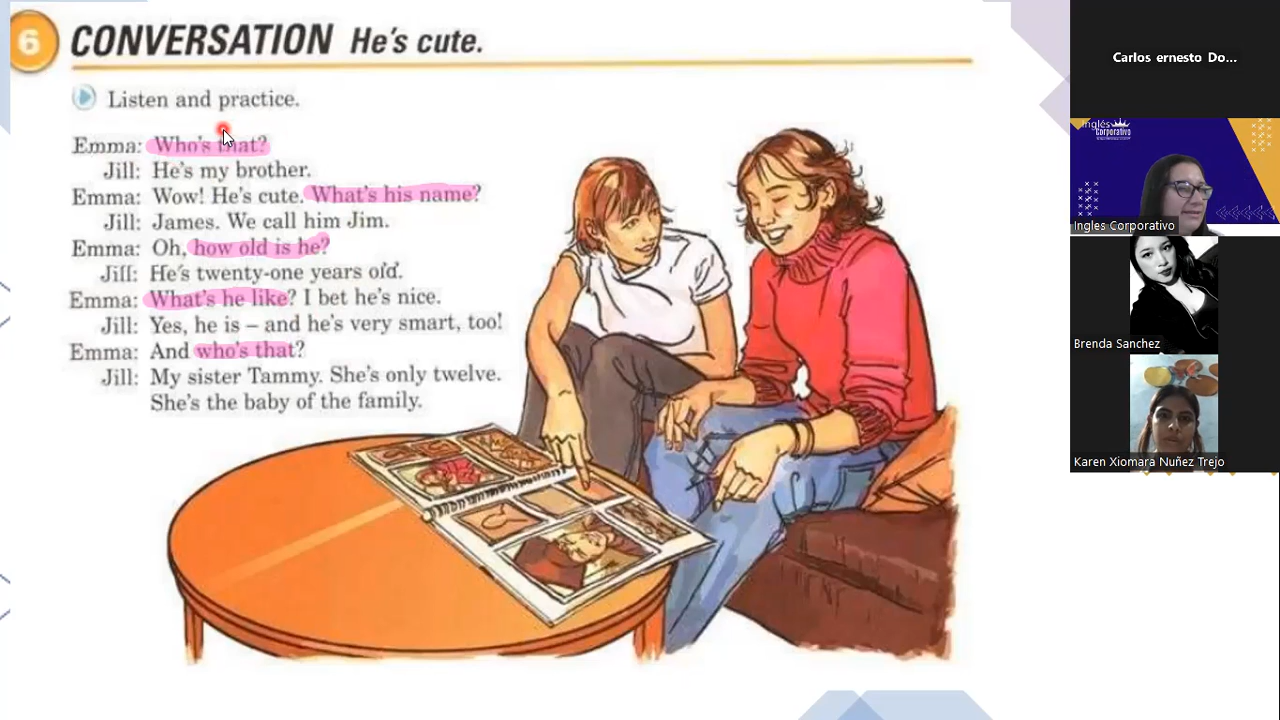 6 CONVERSATION He's cute.
Listen and practice.
Emma: Who's that?
Jill: He's my brother.
Emma: Wow! He's cute. What's his name?
Jill: James. We call him Jim.
Emma: Oh, how old is he?
Jill: He's twenty-one years old.
Emma: What's he like? I bet he's nice.
Jill: Yes, he is – and he's very smart, too!
Emma: And who's that?
Jill: My sister Tammy. She's only twelve.
She's the baby of the family.
Carlos ernesto Do...
Inglés
Corporativo
Ingles Corporativo
Brenda Sanchez
Karen Xiomara Nuñez Trejo